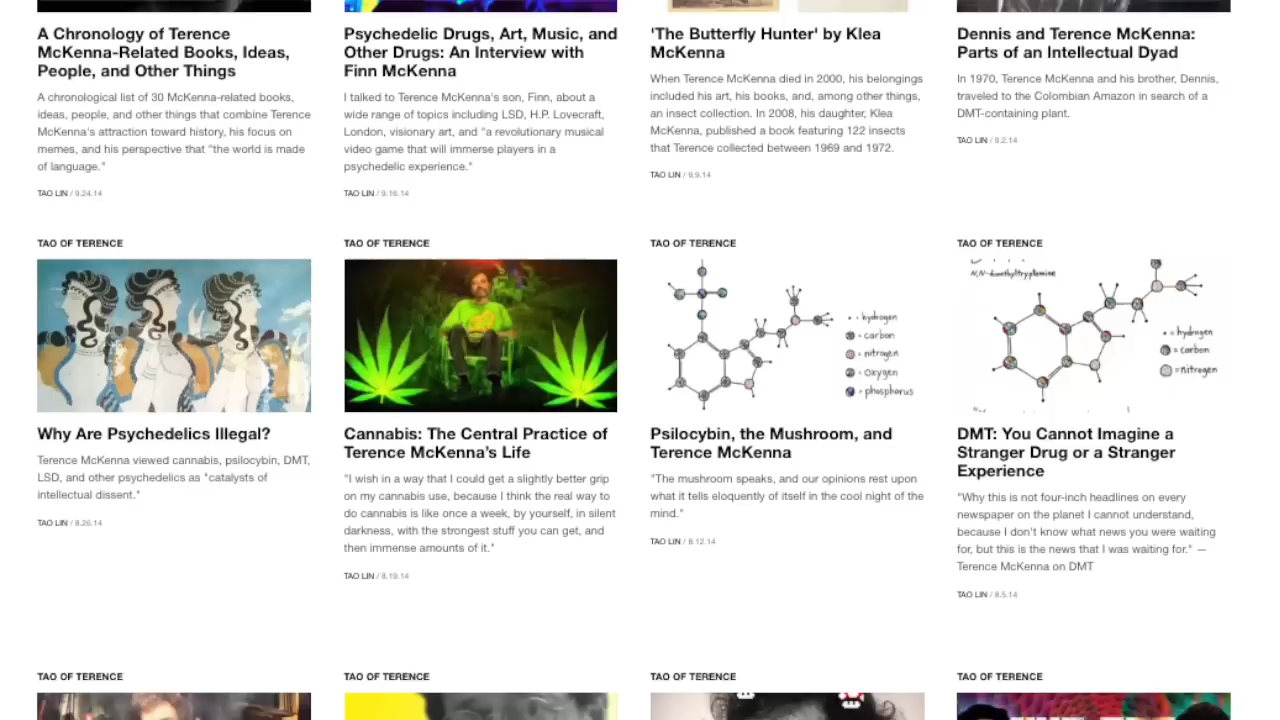 A Chronology of Terence
McKenna-Related Books, Ideas,
People, and Other Things
A chronological list of 30 McKenna-related books,
ideas, people, and other things that combine Terence
McKenna's attraction toward history, his focus on
memes, and his perspective that "the world is made
of language."
TAO LIN / 9.24.14
Psychedelic Drugs, Art, Music, and
Other Drugs: An Interview with
Finn McKenna
I talked to Terence McKenna's son, Finn, about a
wide range of topics including LSD, H.P. Lovecraft,
London, visionary art, and "a revolutionary musical
video game that will immerse players in a
psychedelic experience."
TAO LIN / 9.16.14
'The Butterfly Hunter' by Klea
McKenna
When Terence McKenna died in 2000, his belongings
included his art, his books, and, among other things,
an insect collection. In 2008, his daughter, Klea
McKenna, published a book featuring 122 insects
that Terence collected between 1969 and 1972.
TAO LIN / 9.9.14
Dennis and Terence McKenna:
Parts of an Intellectual Dyad
In 1970, Terence McKenna and his brother, Dennis,
traveled to the Colombian Amazon in search of a
DMT-containing plant.
TAO LIN / 9.2.14
TAO OF TERENCE
Why Are Psychedelics Illegal?
Terence McKenna viewed cannabis, psilocybin, DMT,
LSD, and other psychedelics as "catalysts of
intellectual dissent."
TAO LIN / 8.26.14
TAO OF TERENCE
Cannabis: The Central Practice of
Terence McKenna's Life
"I wish in a way that I could get a slightly better grip
on my cannabis use, because I think the real way to
do cannabis is like once a week, by yourself, in silent
darkness, with the strongest stuff you can get, and
then immense amounts of it."
TAO LIN / 8.19.14
TAO OF TERENCE
• = hydrogen
= carbon
= nitrogen
= oxygen
= phosphorus
Psilocybin, the Mushroom, and
Terence McKenna
"The mushroom speaks, and our opinions rest upon
what it tells eloquently of itself in the cool night of the
mind."
TAO LIN / 8.12.14
TAO OF TERENCE
N,N-dimethyltryptamine
• = hydrogen
= carbon
= nitrogen
DMT: You Cannot Imagine a
Stranger Drug or a Stranger
Experience
"Why this is not four-inch headlines on every
newspaper on the planet I cannot understand,
because I don't know what news you were waiting
for, but this is the news that I was waiting for." —
Terence McKenna on DMT
TAO LIN / 8.5.14
TAO OF TERENCE
TAO OF TERENCE
TAO OF TERENCE
TAO OF TERENCE